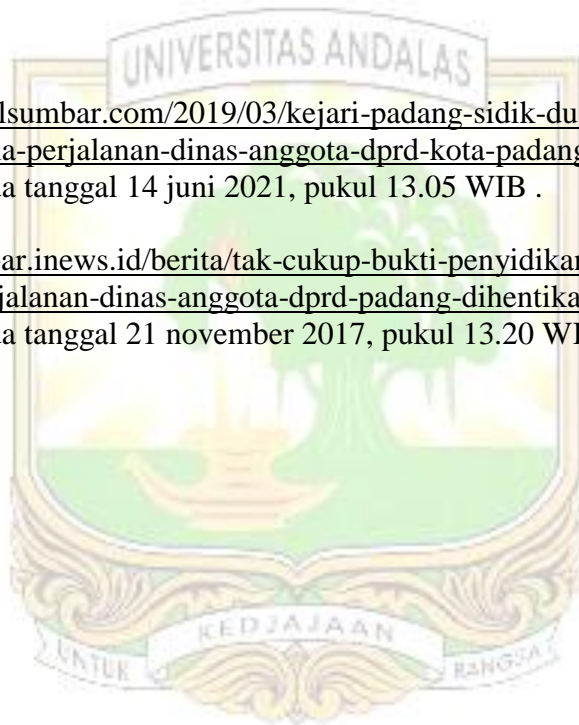 UNIVERSITAS ANDALAS
lsumbar.com/2019/03/kejari-padang-sidik-du
a-perjalanan-dinas-anggota-dprd-kota-padang
la tanggal 14 juni 2021, pukul 13.05 WIB .
ar.inews.id/berita/tak-cukup-bukti-penyidikan
jalanan-dinas-anggota-dprd-padang-dihentika
la tanggal 21 november 2017, pukul 13.20 WI
KEDJAJAAN
UNTUK BANGSA